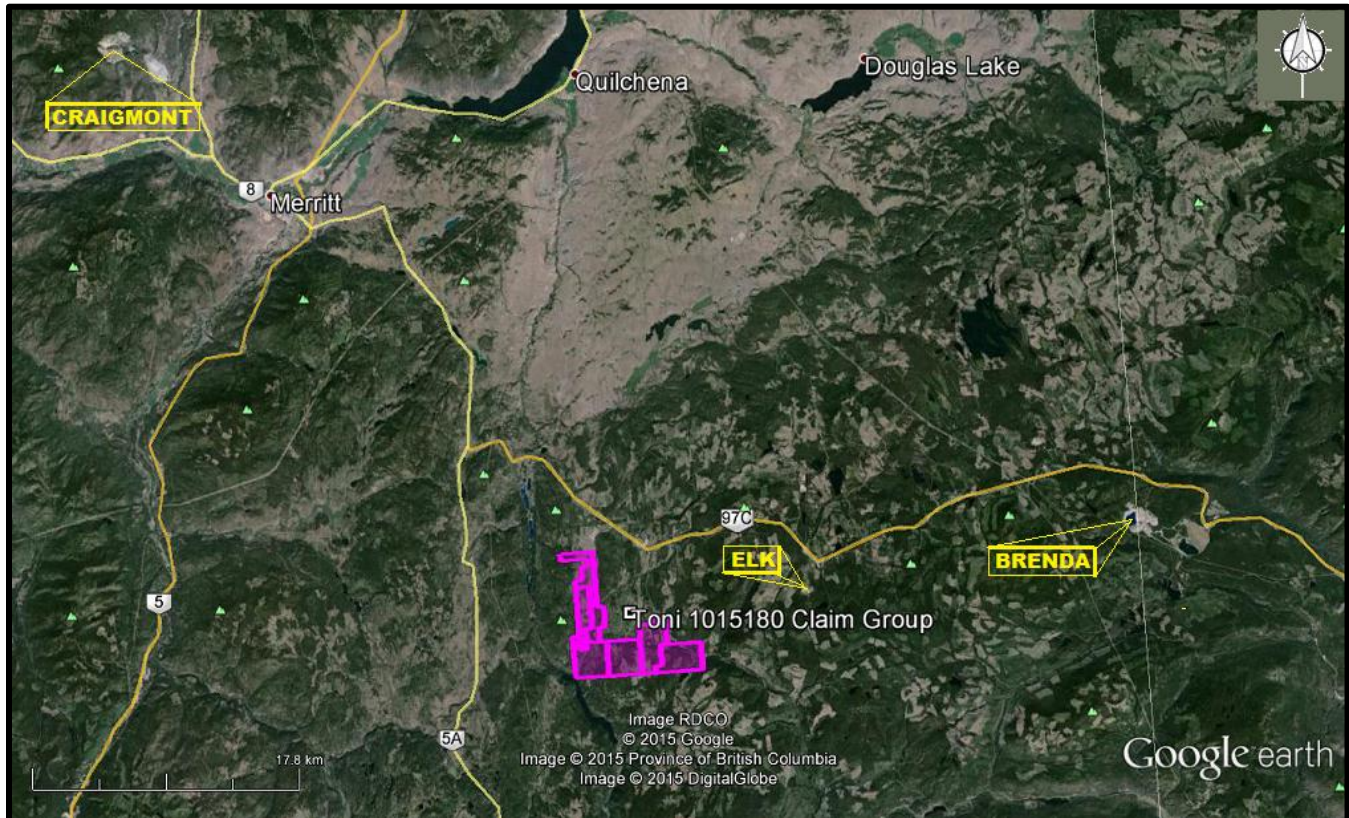 Quilchena
Douglas Lake
CRAIGMONT
8
Merritt
97C
ELK
BRENDA
Toni 1015180 Claim Group
5
5A
Image RDCO
© 2015 Google
Image © 2015 Province of British Columbia
Image © 2015 DigitalGlobe
17.8 km
Google earth
N